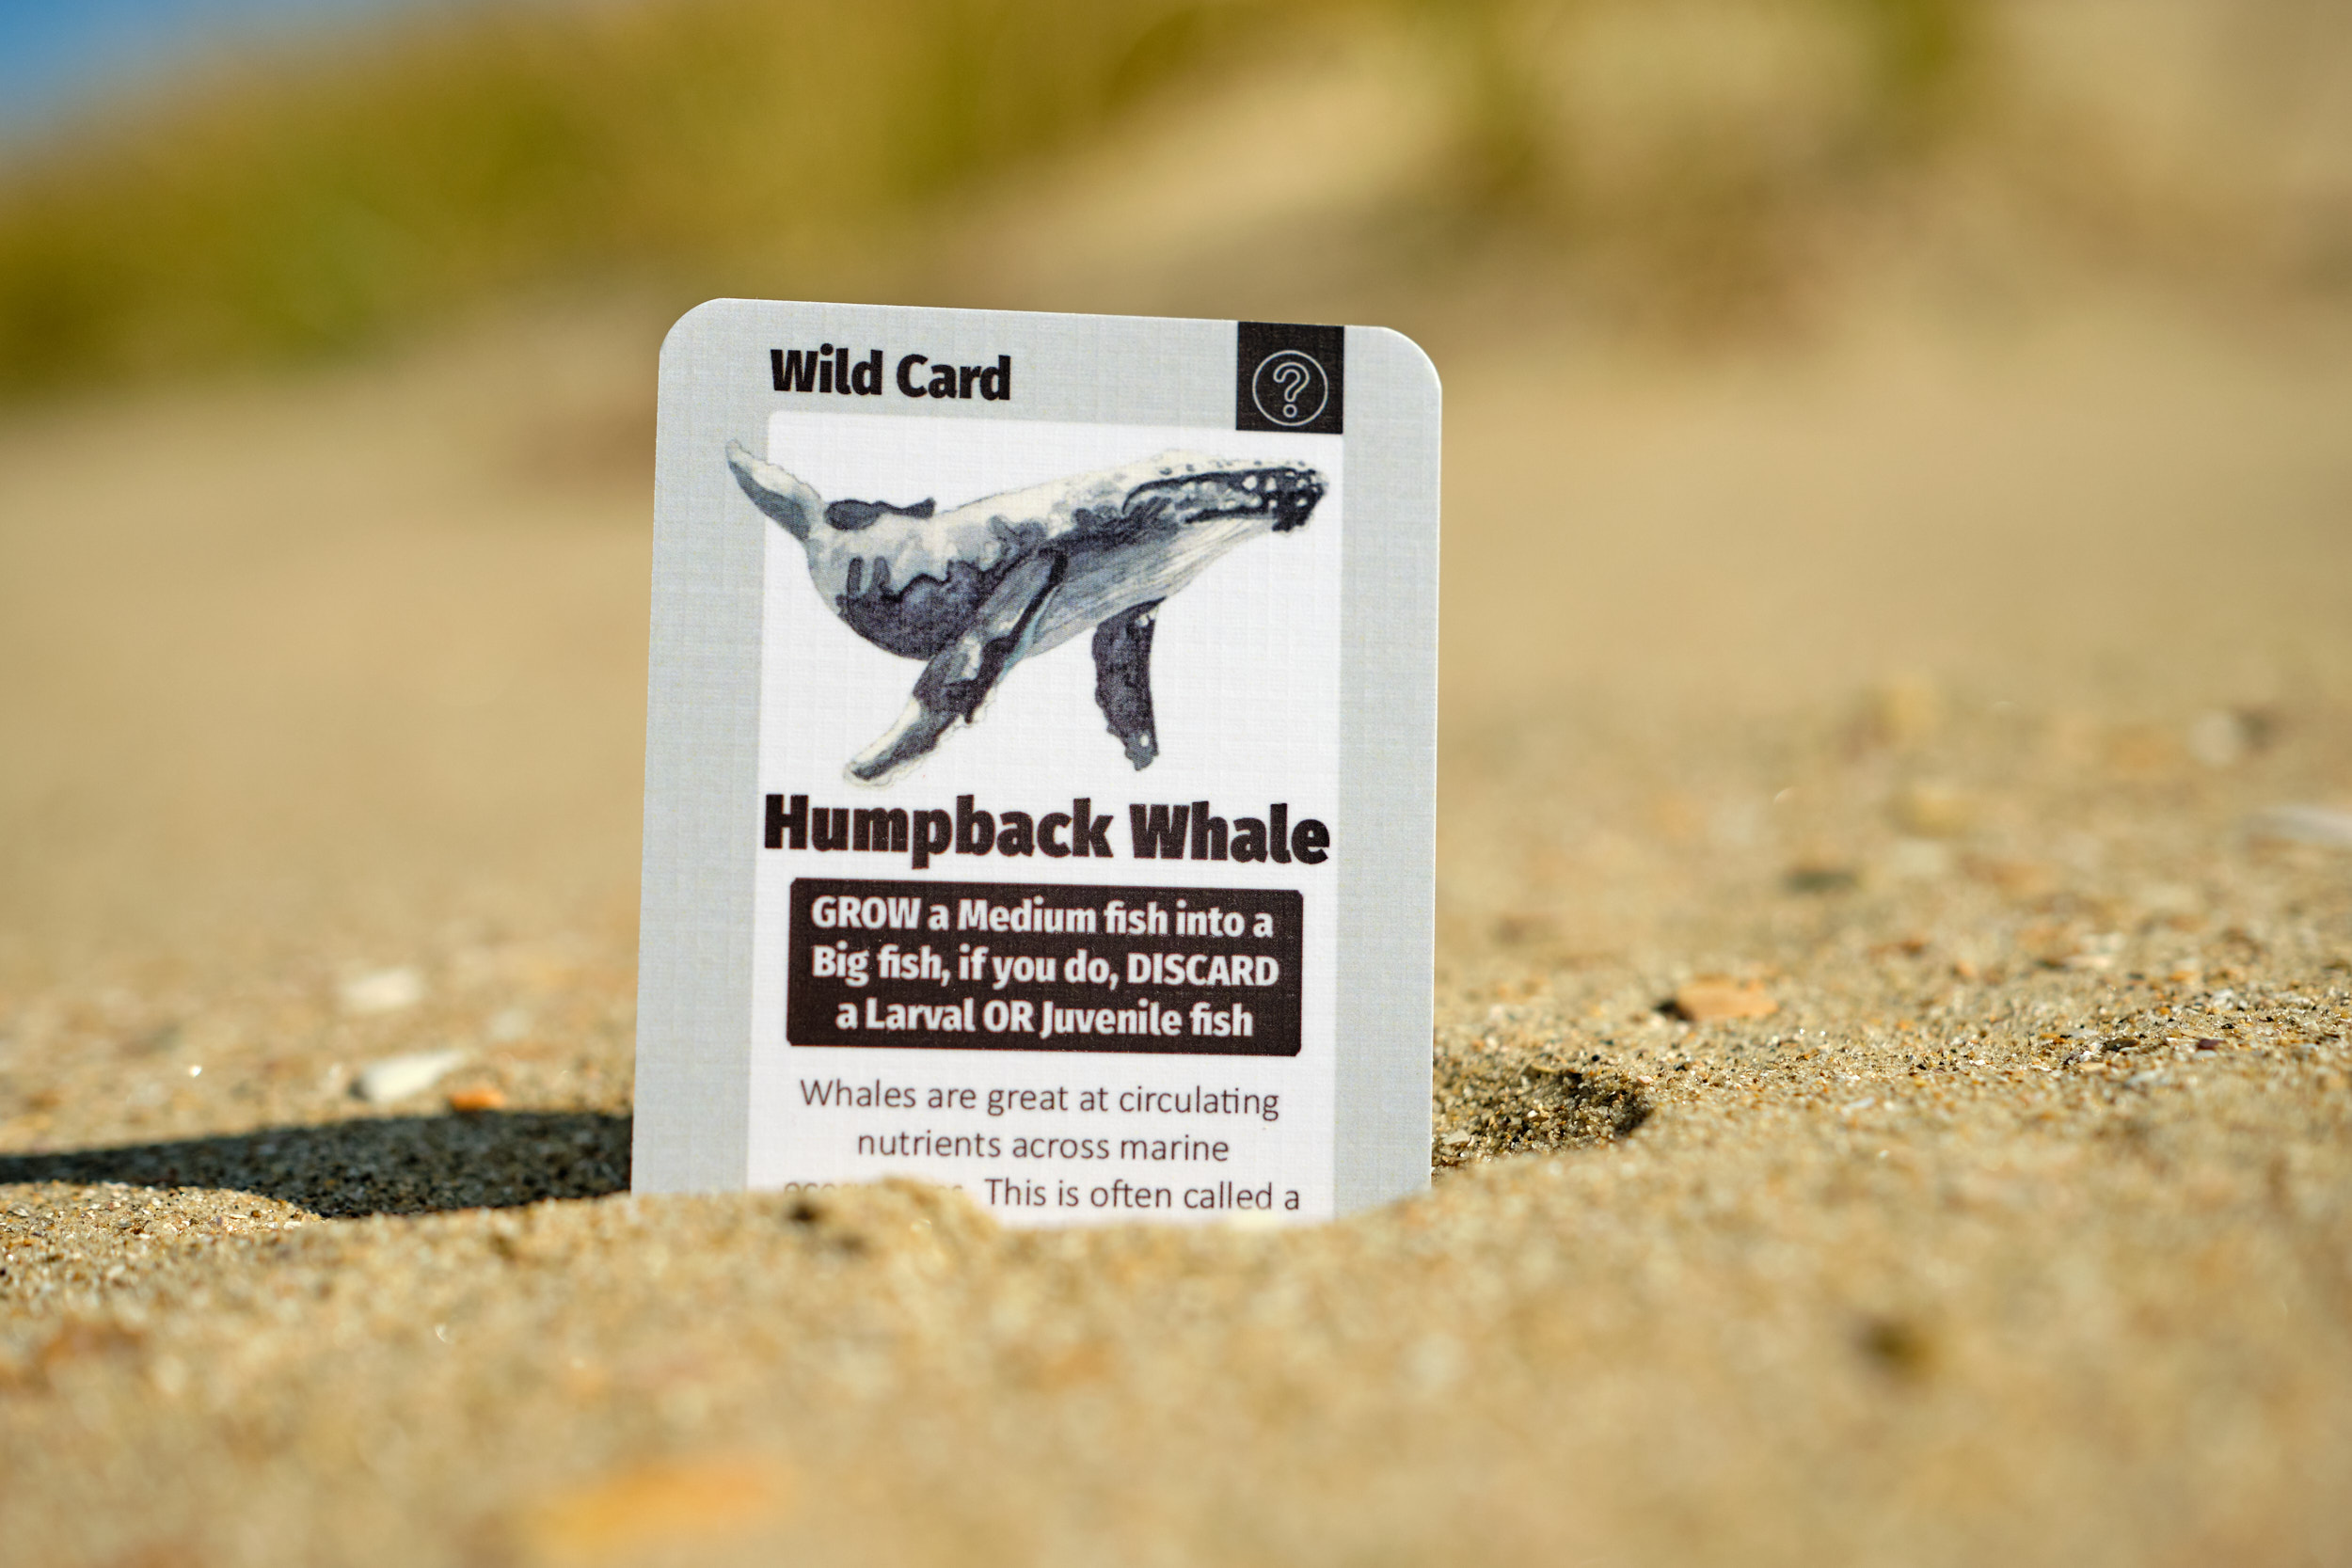 Wild Card
?
Humpback Whale
GROW a Medium fish into a
Big fish, if you do, DISCARD
a Larval OR Juvenile fish
Whales are great at circulating
nutrients across marine
This is often called a